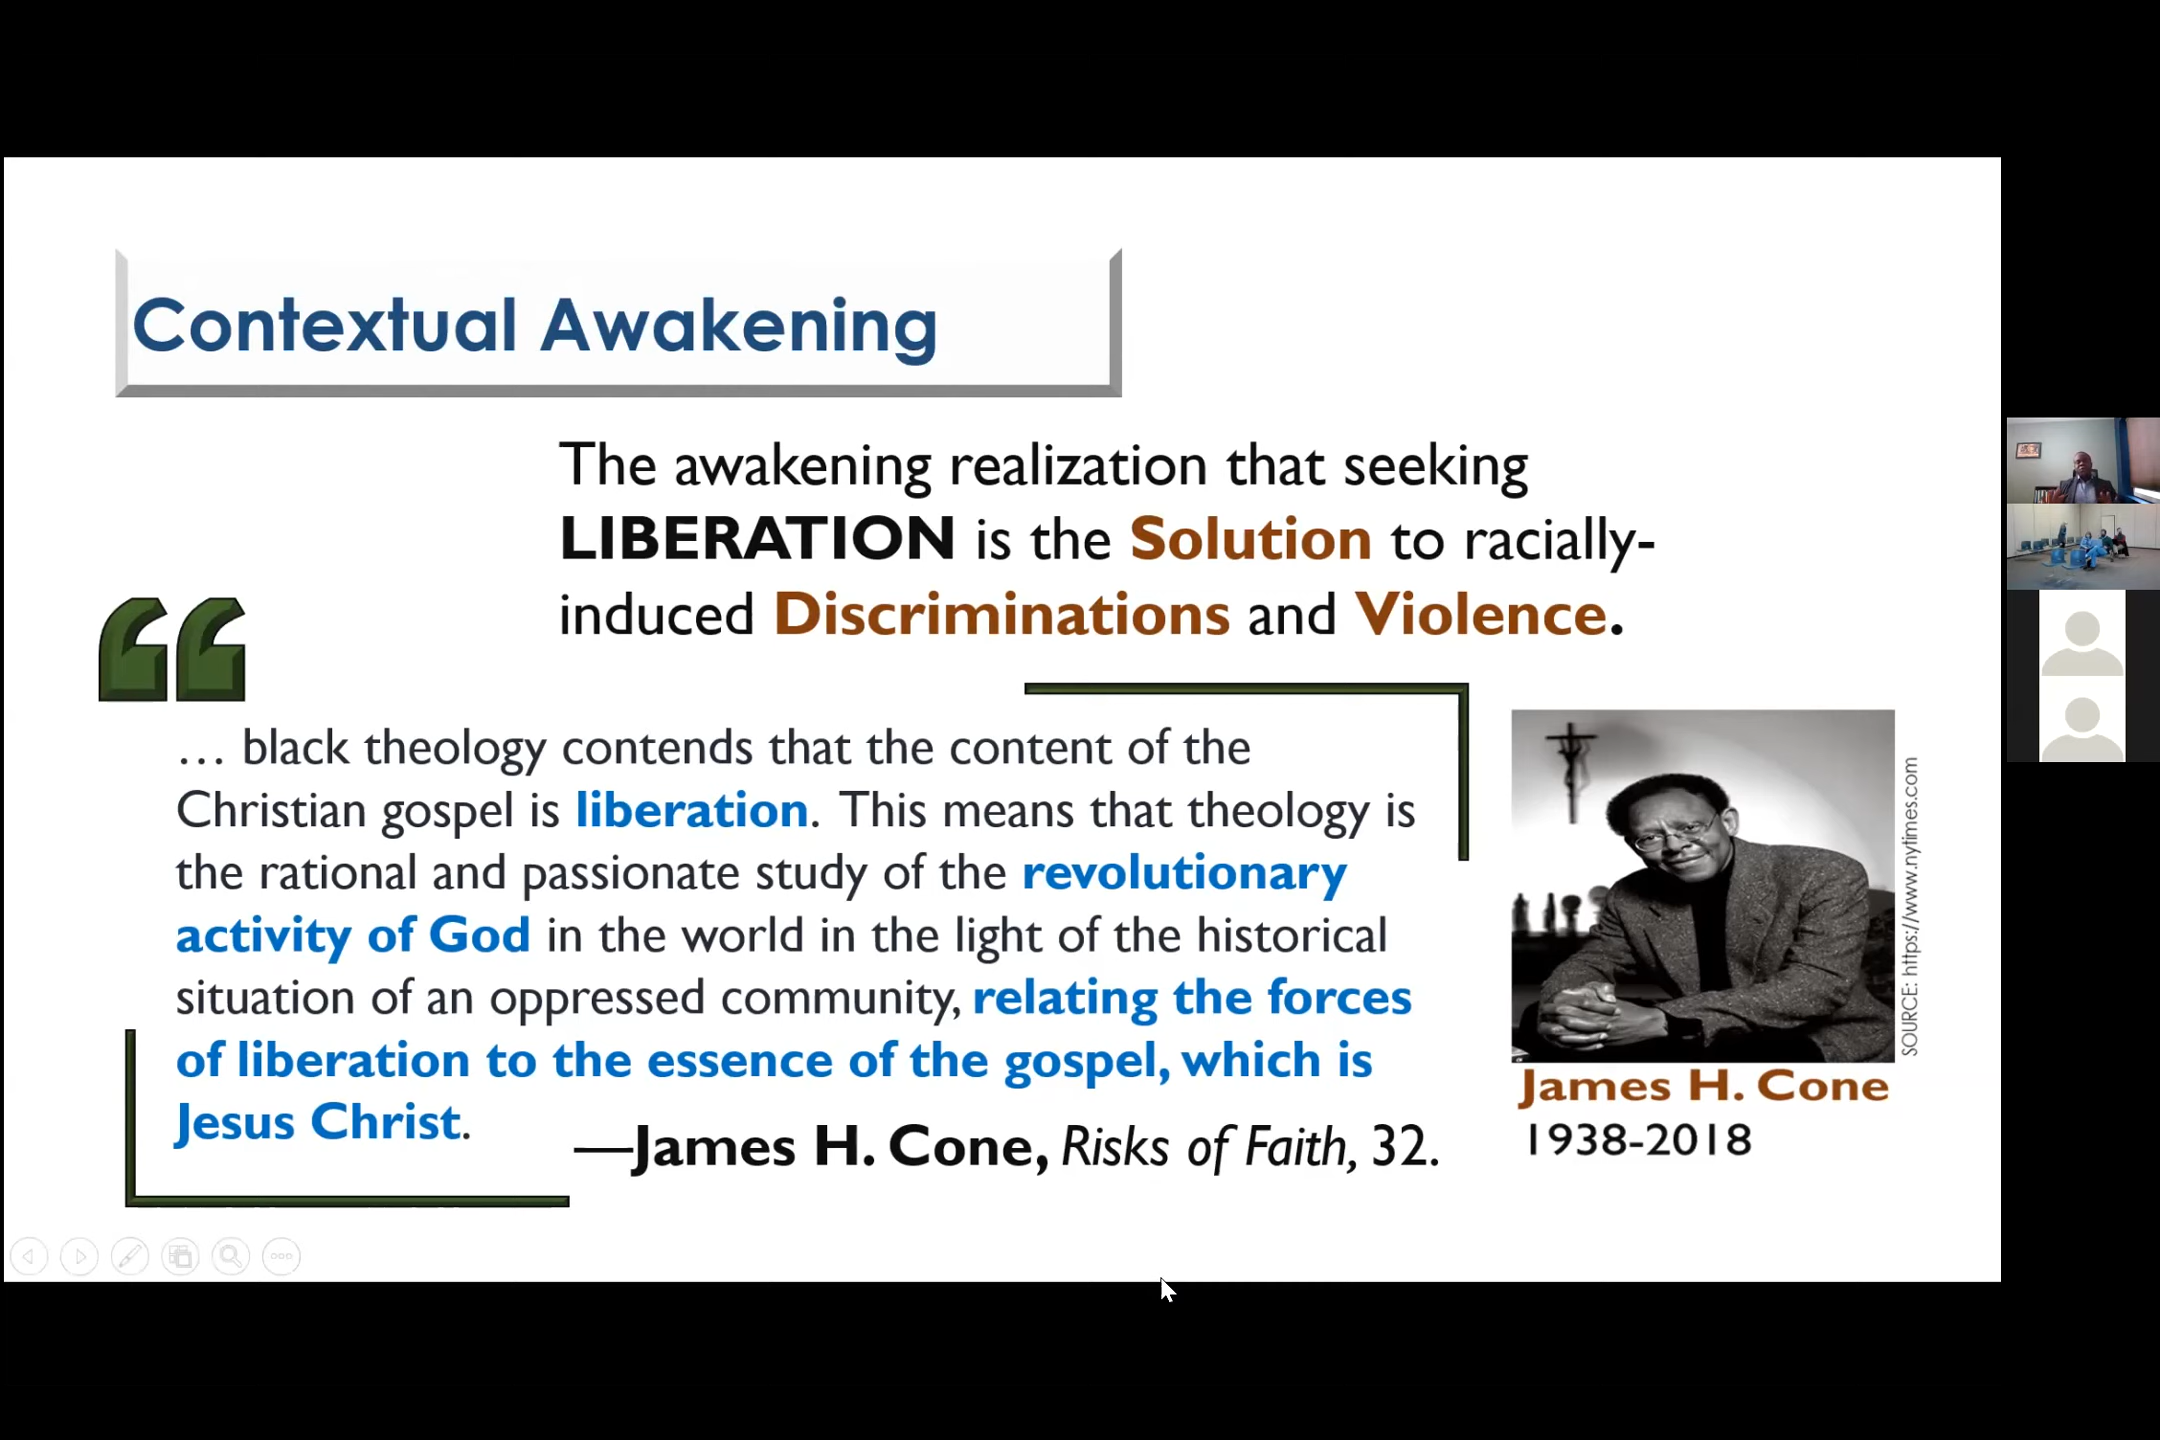 Contextual Awakening
The awakening realization that seeking
LIBERATION is the Solution to racially-
induced Discriminations and Violence.
… black theology contends that the content of the
Christian gospel is liberation. This means that theology is
the rational and passionate study of the revolutionary
activity of God in the world in the light of the historical
situation of an oppressed community, relating the forces
of liberation to the essence of the gospel, which is
Jesus Christ.
—James H. Cone, Risks of Faith, 32.
SOURCE: https://www.nytimes.com
James H. Cone
1938-2018